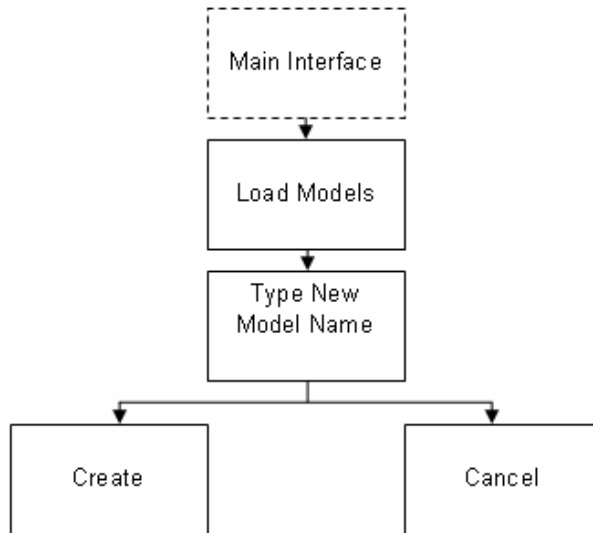 Main Interface
Load Models
Type New
Model Name
Create
Cancel